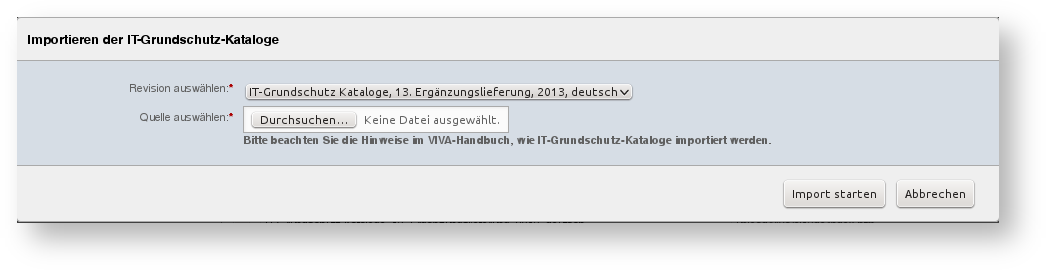 Importieren der IT-Grundschutz-Kataloge
Revision auswählen:* IT-Grundschutz Kataloge, 13. Ergänzungslieferung, 2013, deutsch
Quelle auswählen:* Durchsuchen... Keine Datei ausgewählt.
Bitte beachten Sie die Hinweise im VIVA-Handbuch, wie IT-Grundschutz-Kataloge importiert werden.
Import starten Abbrechen